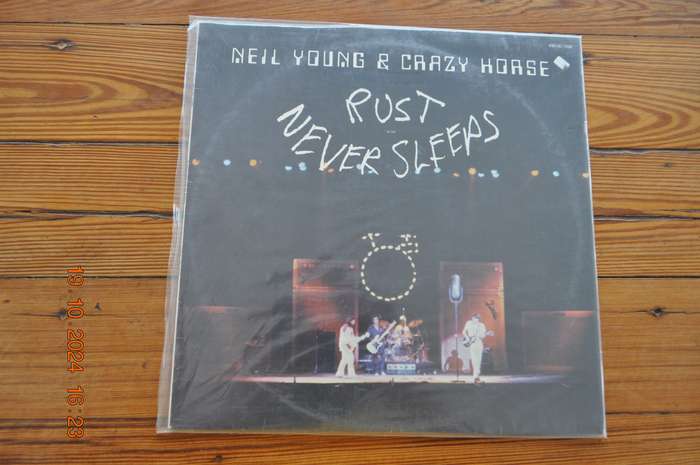 NEIL YOUNG & CRAZY HORSE
RUST
NEVER SLEEPS
19.10.2024 16:23